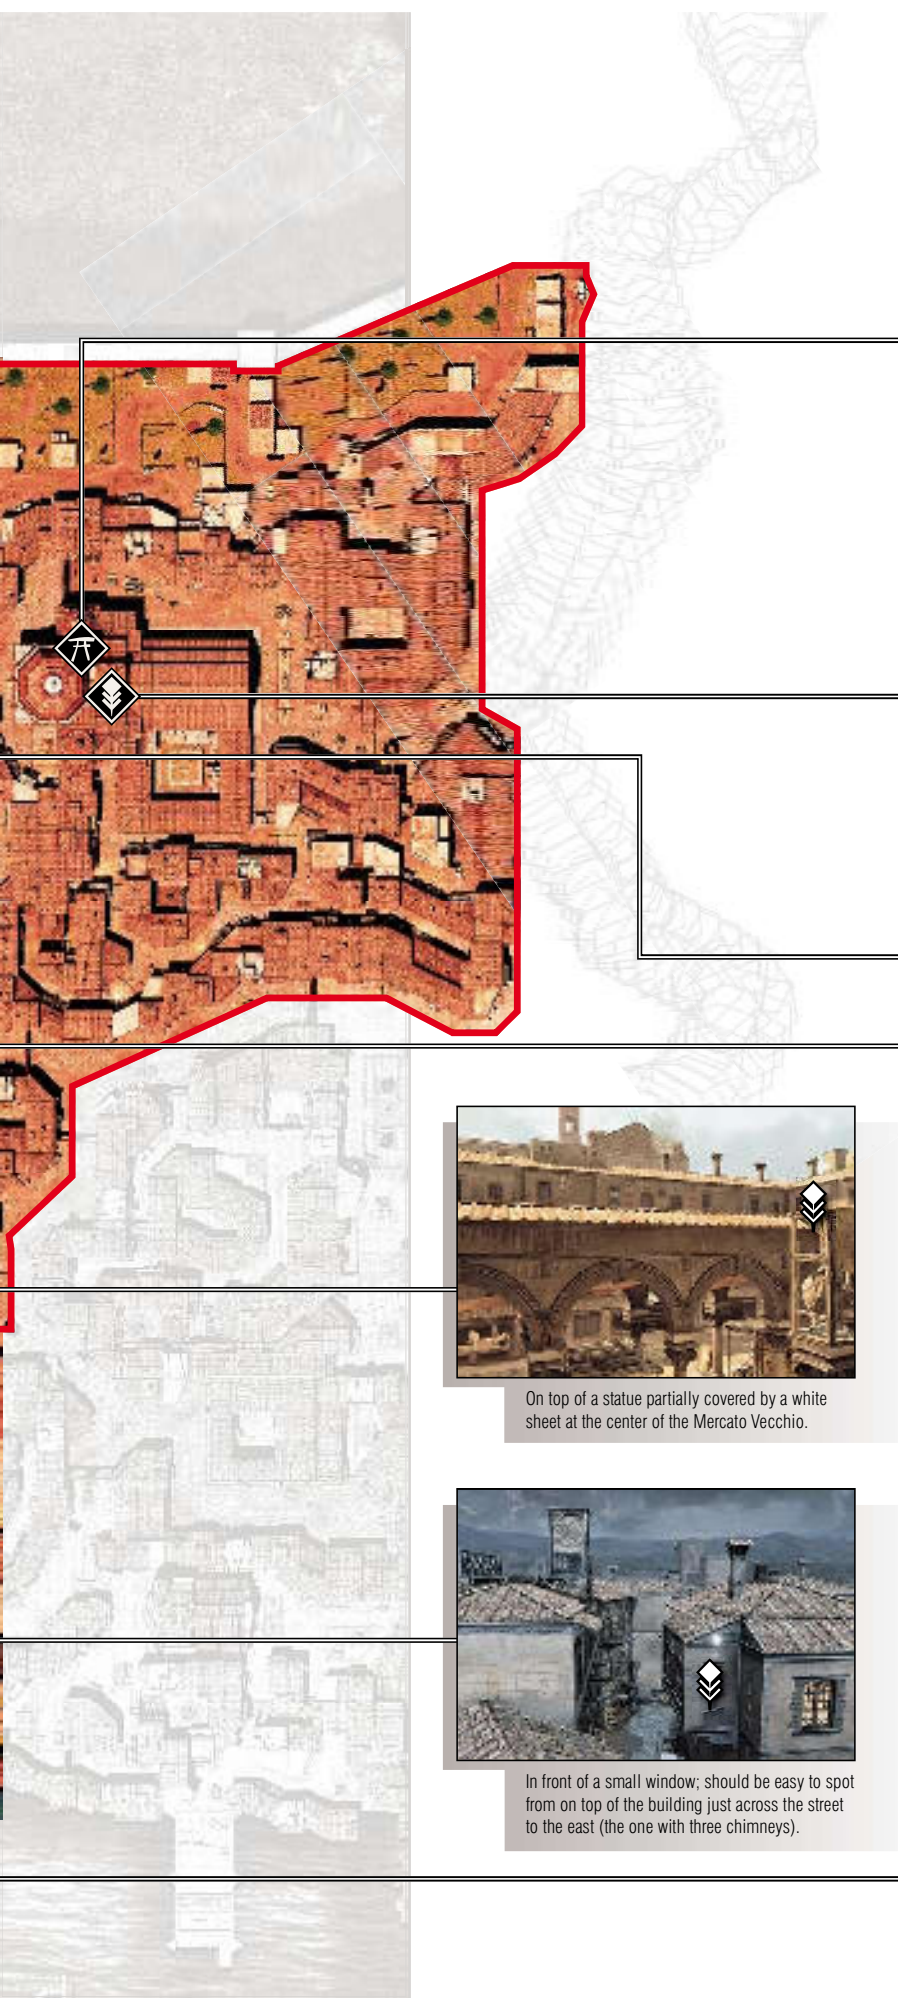 On top of a statue partially covered by a white
sheet at the center of the Mercato Vecchio.
In front of a small window; should be easy to spot
from on top of the building just across the street
to the east (the one with three chimneys).